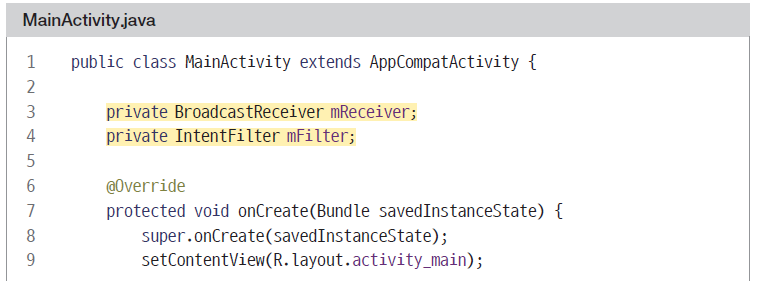 MainActivity.java
1 public class MainActivity extends AppCompatActivity {
2
3 private BroadcastReceiver mReceiver;
4 private IntentFilter mFilter;
5
6 @Override
7 protected void onCreate(Bundle savedInstanceState) {
8 super.onCreate(savedInstanceState);
9 setContentView(R.layout.activity_main);